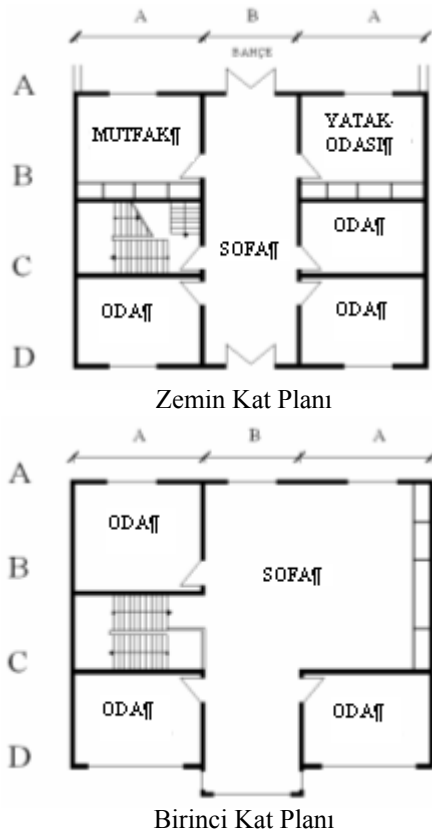 A B A
BAHÇE
A
MUTFAK¶ YATAK-
ODASI¶
B
ODA¶
SOFA¶
C
ODA¶ ODA¶
D
Zemin Kat Planı
A B A
A
ODA¶
B
SOFA¶
C
ODA¶ ODA¶
D
Birinci Kat Planı